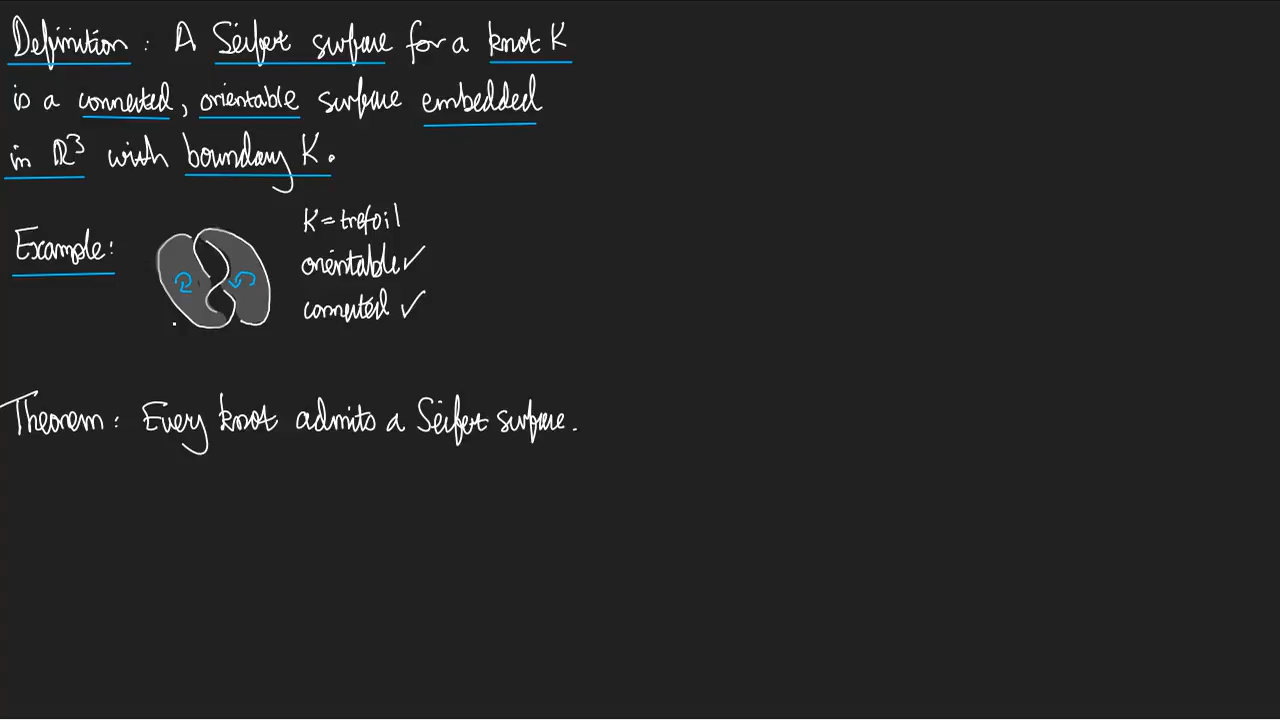 Definition: A Seifert surface for a knot K
is a connected, orientable surface embedded
in ℝ³ with boundary K.
Example:
K = trefoil
orientable ✓
connected ✓
Theorem: Every knot admits a Seifert surface.